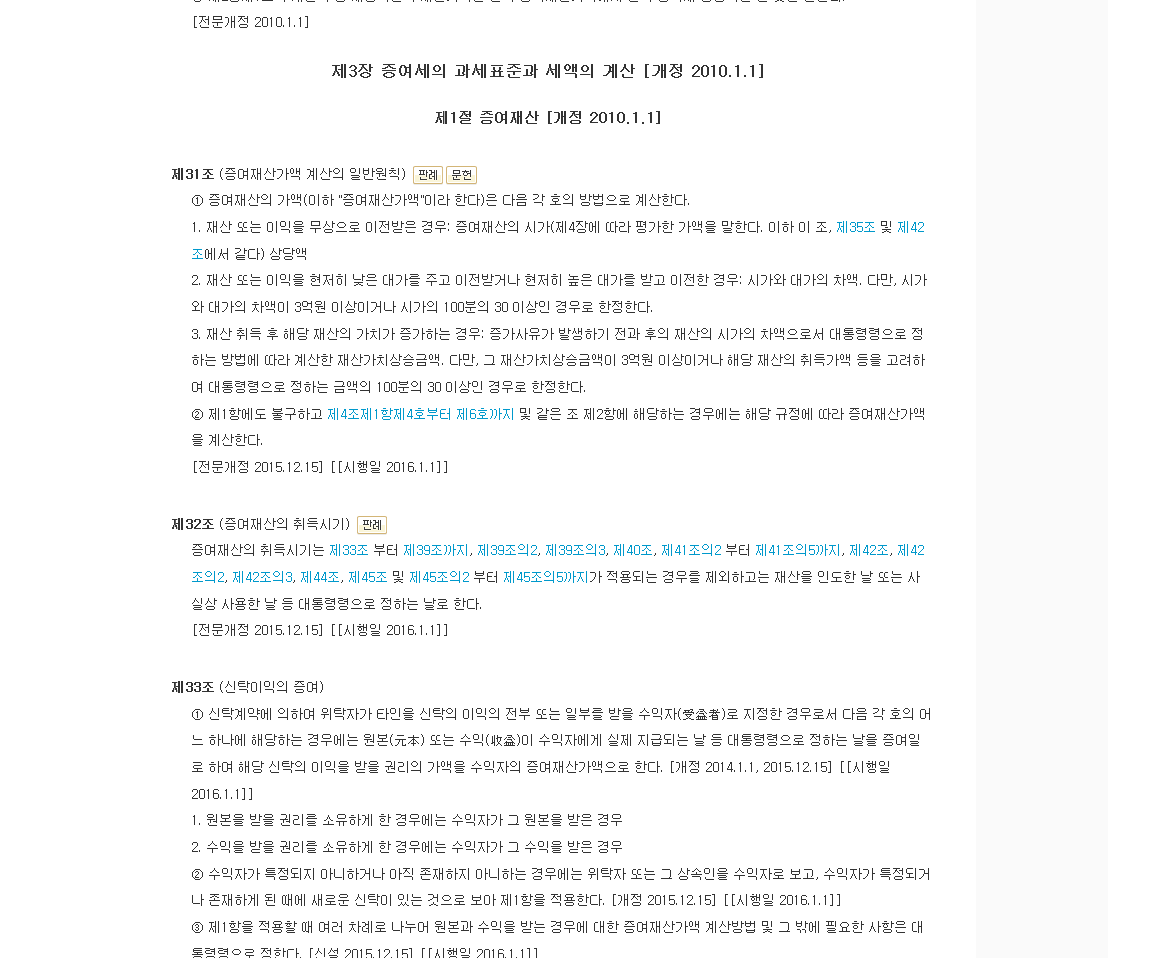 [전문개정 2010.1.1]
제3장 증여세의 과세표준과 세액의 계산 [개정 2010.1.1]
제1절 증여재산 [개정 2010.1.1]
제31조 (증여재산가액 계산의 일반원칙) 판례 문헌
① 증여재산의 가액(이하 "증여재산가액"이라 한다)은 다음 각 호의 방법으로 계산한다.
1. 재산 또는 이익을 무상으로 이전받은 경우: 증여재산의 시가(제4장에 따라 평가한 가액을 말한다. 이하 이 조, 제35조 및 제42
조에서 같다) 상당액
2. 재산 또는 이익을 현저히 낮은 대가를 주고 이전받거나 현저히 높은 대가를 받고 이전한 경우: 시가와 대가의 차액. 다만, 시가
와 대가의 차액이 3억원 이상이거나 시가의 100분의 30 이상인 경우로 한정한다.
3. 재산 취득 후 해당 재산의 가치가 증가하는 경우: 증가사유가 발생하기 전과 후의 재산의 시가의 차액으로서 대통령령으로 정
하는 방법에 따라 계산한 재산가치상승금액. 다만, 그 재산가치상승금액이 3억원 이상이거나 해당 재산의 취득가액 등을 고려하
여 대통령령으로 정하는 금액의 100분의 30 이상인 경우로 한정한다.
② 제1항에도 불구하고 제4조제1항제4호부터 제6호까지 및 같은 조 제2항에 해당하는 경우에는 해당 규정에 따라 증여재산가액
을 계산한다.
[전문개정 2015.12.15] [[시행일 2016.1.1]]
제32조 (증여재산의 취득시기) 판례
증여재산의 취득시기는 제33조 부터 제39조까지, 제39조의2, 제39조의3, 제40조, 제41조의2 부터 제41조의5까지, 제42조, 제42
조의2, 제42조의3, 제44조, 제45조 및 제45조의2 부터 제45조의5까지가 적용되는 경우를 제외하고는 재산을 인도한 날 또는 사
실상 사용한 날 등 대통령령으로 정하는 날로 한다.
[전문개정 2015.12.15] [[시행일 2016.1.1]]
제33조 (신탁이익의 증여)
① 신탁계약에 의하여 위탁자가 타인을 신탁의 이익의 전부 또는 일부를 받을 수익자(受益者)로 지정한 경우로서 다음 각 호의 어
느 하나에 해당하는 경우에는 원본(元本) 또는 수익(收益)이 수익자에게 실제 지급되는 날 등 대통령령으로 정하는 날을 증여일
로 하여 해당 신탁의 이익을 받을 권리의 가액을 수익자의 증여재산가액으로 한다. [개정 2014.1.1, 2015.12.15] [[시행일
2016.1.1]]
1. 원본을 받을 권리를 소유하게 한 경우에는 수익자가 그 원본을 받은 경우
2. 수익을 받을 권리를 소유하게 한 경우에는 수익자가 그 수익을 받은 경우
② 수익자가 특정되지 아니하거나 아직 존재하지 아니하는 경우에는 위탁자 또는 그 상속인을 수익자로 보고, 수익자가 특정되거
나 존재하게 된 때에 새로운 신탁이 있는 것으로 보아 제1항을 적용한다. [개정 2015.12.15] [[시행일 2016.1.1]]
③ 제1항을 적용할 때 여러 차례로 나누어 원본과 수익을 받는 경우에 대한 증여재산가액 계산방법 및 그 밖에 필요한 사항은 대
통령령으로 정한다. [신설 2015.12.15] [[시행일 2016.1.1]]